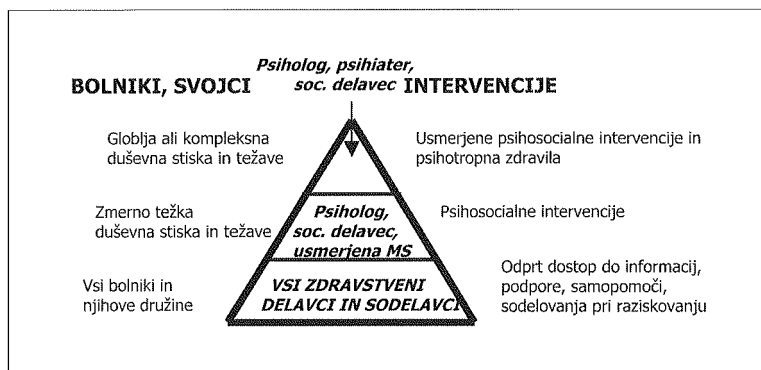 Psiholog, psihiater,
BOLNIKI, SVOJCI soc. delavec INTERVENCIJE
Globlja ali kompleksna
duševna stiska in težave
Usmerjene psihosocialne intervencije in
psihotropna zdravila
Zmerno težka
duševna stiska in težave
Psiholog,
soc. delavec,
usmerjena MS
Psihosocialne intervencije
Vsi bolniki in
njihove družine
VSI ZDRAVSTVENI
DELAVCI IN SODELAVCI
Odprt dostop do informacij,
podpore, samopomoči,
sodelovanja pri raziskovanju